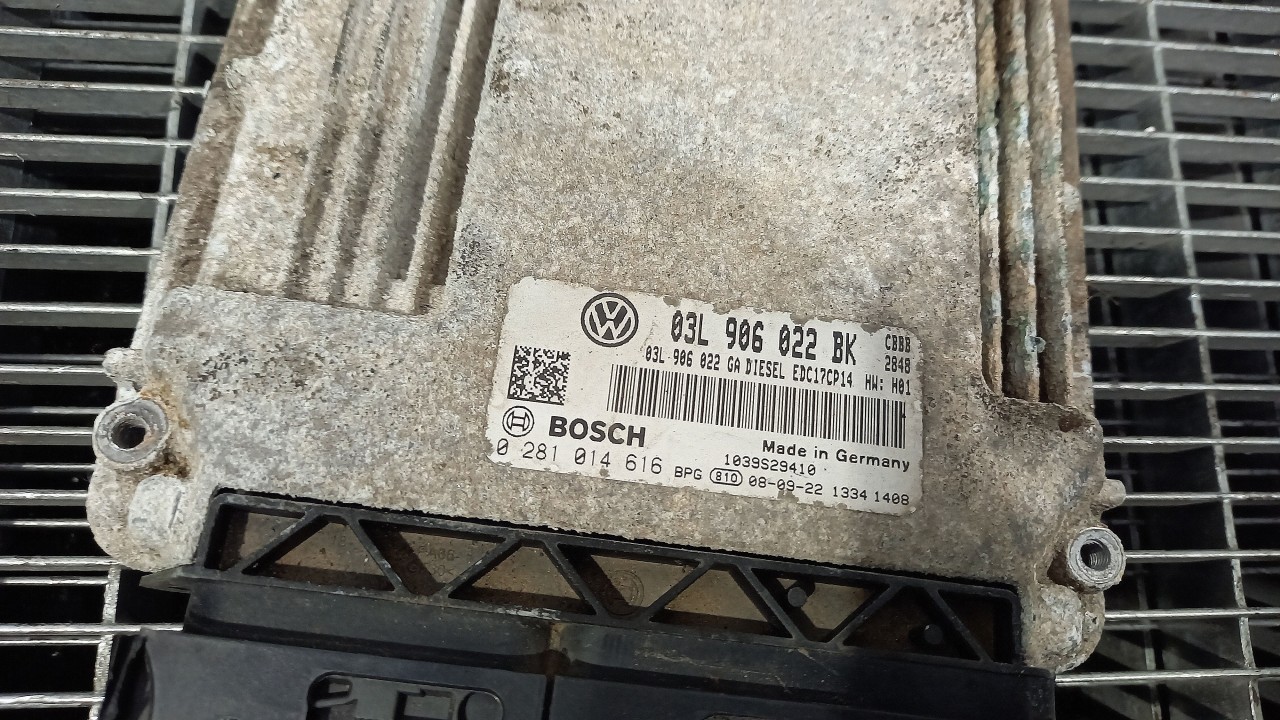 03L 906 022 BK
CBBB
2848
03L 906 022 GA DIESEL EDC17CP14 HW: H01
BOSCH
Made in Germany
1039S29410
0 281 014 616 BPG 810 08-09-22 1334 1408